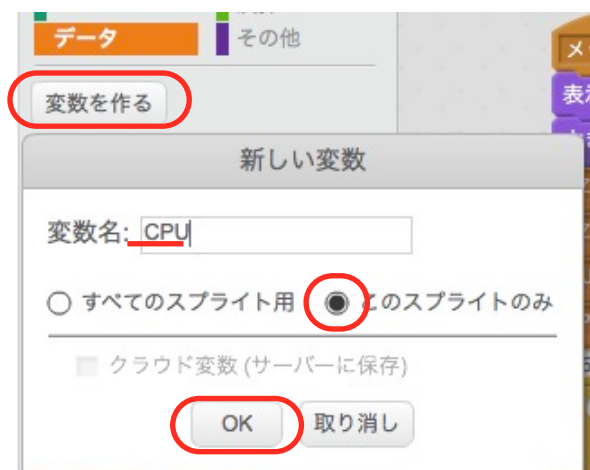 データ
その他
変数を作る
表示
新しい変数
変数名: CPU
すべてのスプライト用 このスプライトのみ
クラウド変数 (サーバーに保存)
OK 取り消し